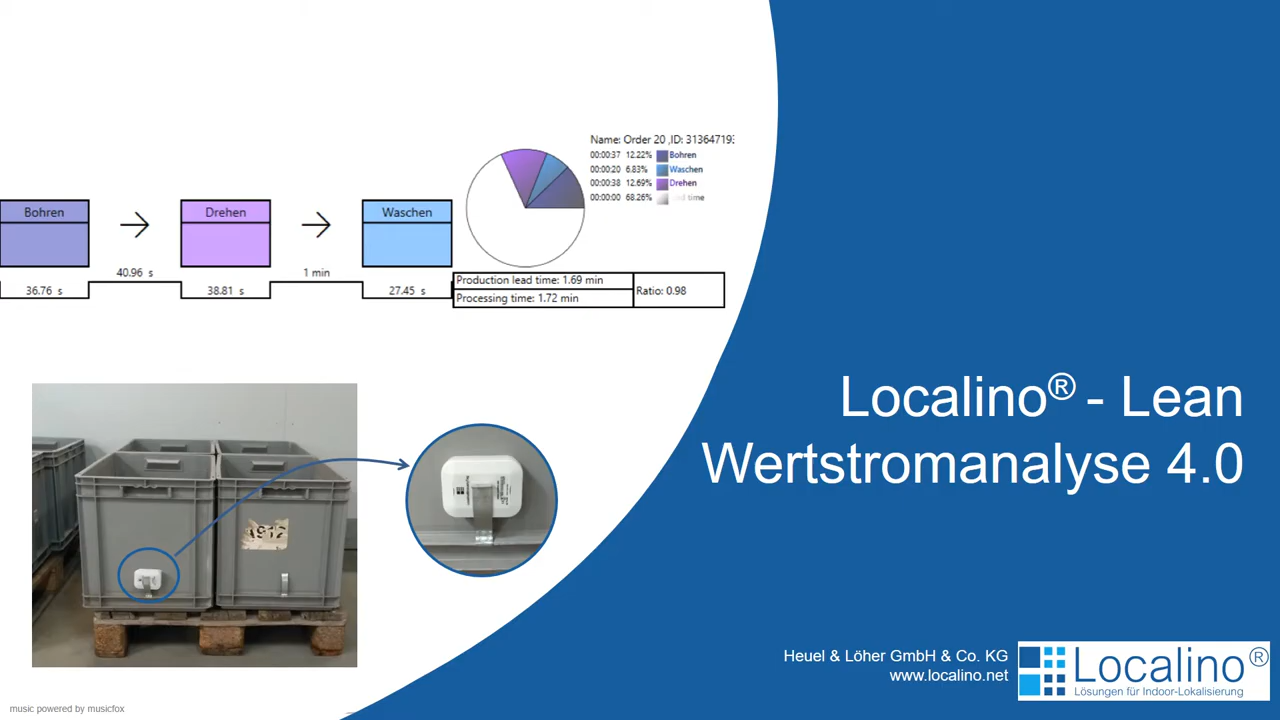 Name: Order 20 ,ID: 31364719
00:00:37 12.22% Bohren
00:00:20 6.83% Waschen
00:00:38 12.69% Drehen
00:00:00 68.26% time
Bohren
Drehen
Waschen
40.96 s
1 min
36.76 s
38.81 s
27.45 s
Production lead time: 1.69 min
Processing time: 1.72 min
Ratio: 0.98
Localino® - Lean
Wertstromanalyse 4.0
Heuel & Löher GmbH & Co. KG
www.localino.net
Localino®
Lösungen für Indoor-Lokalisierung
music powered by musicfox